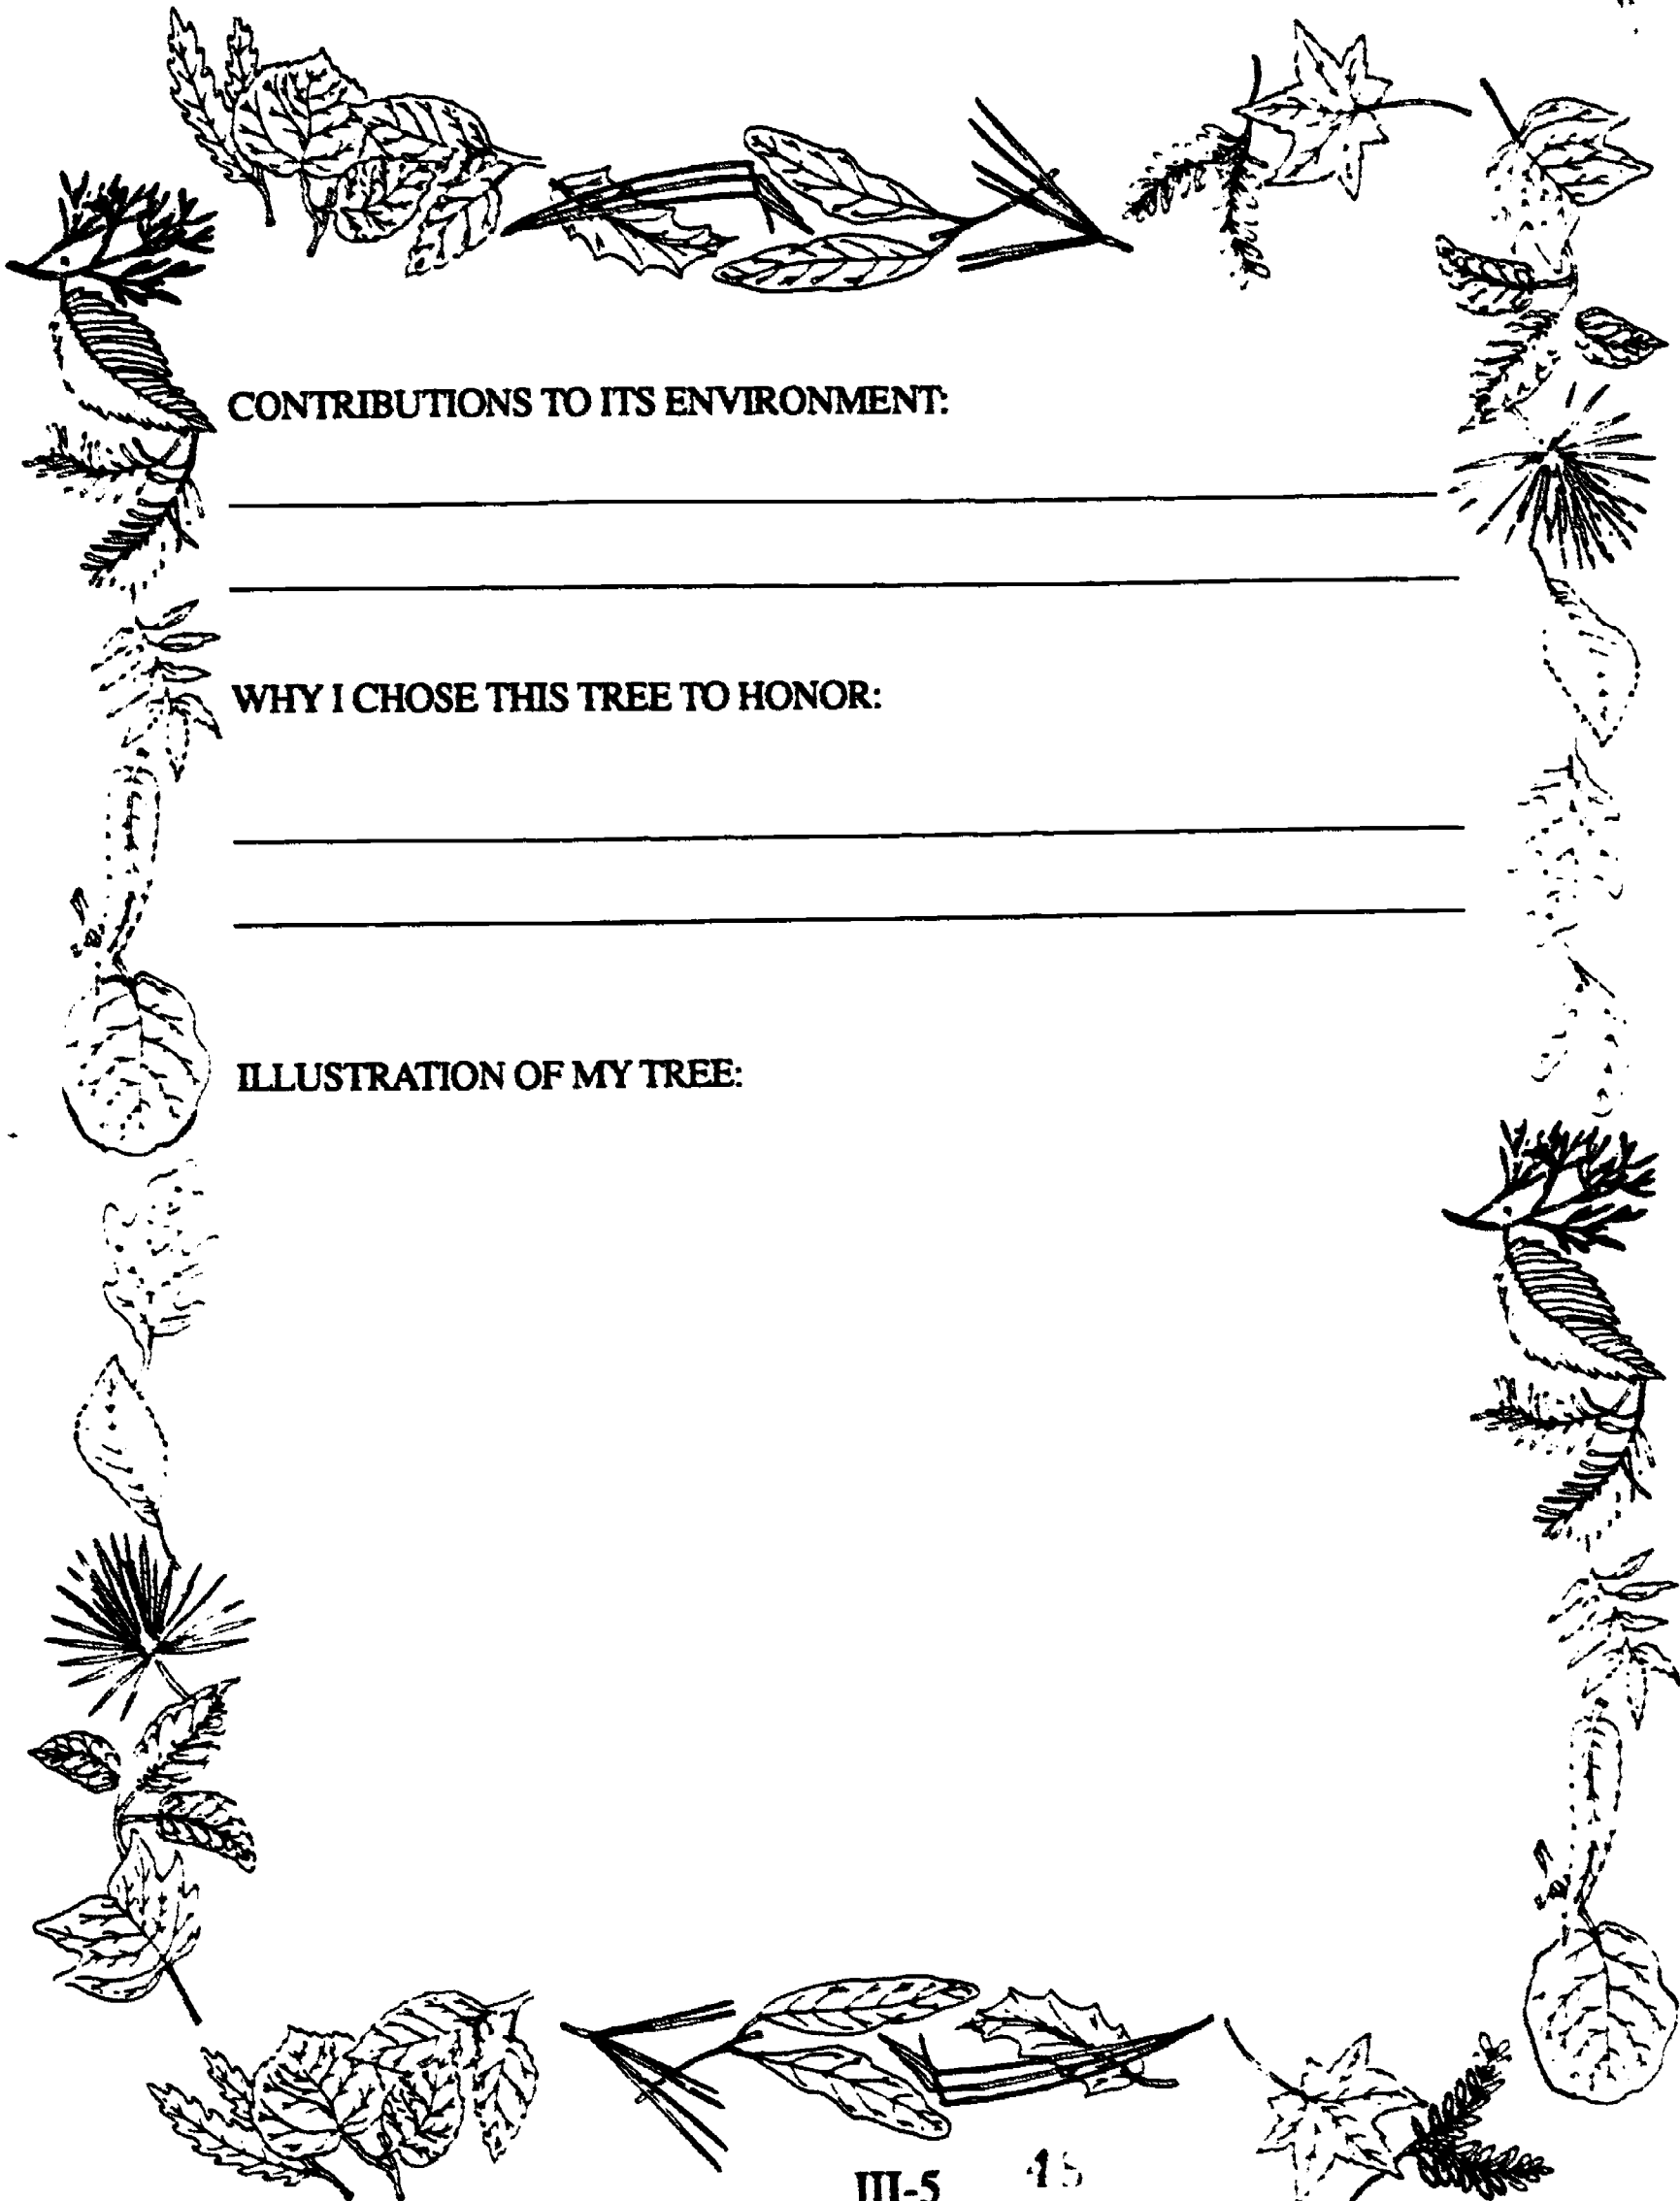 CONTRIBUTIONS TO ITS ENVIRONMENT:
WHY I CHOSE THIS TREE TO HONOR:
ILLUSTRATION OF MY TREE:
III-5